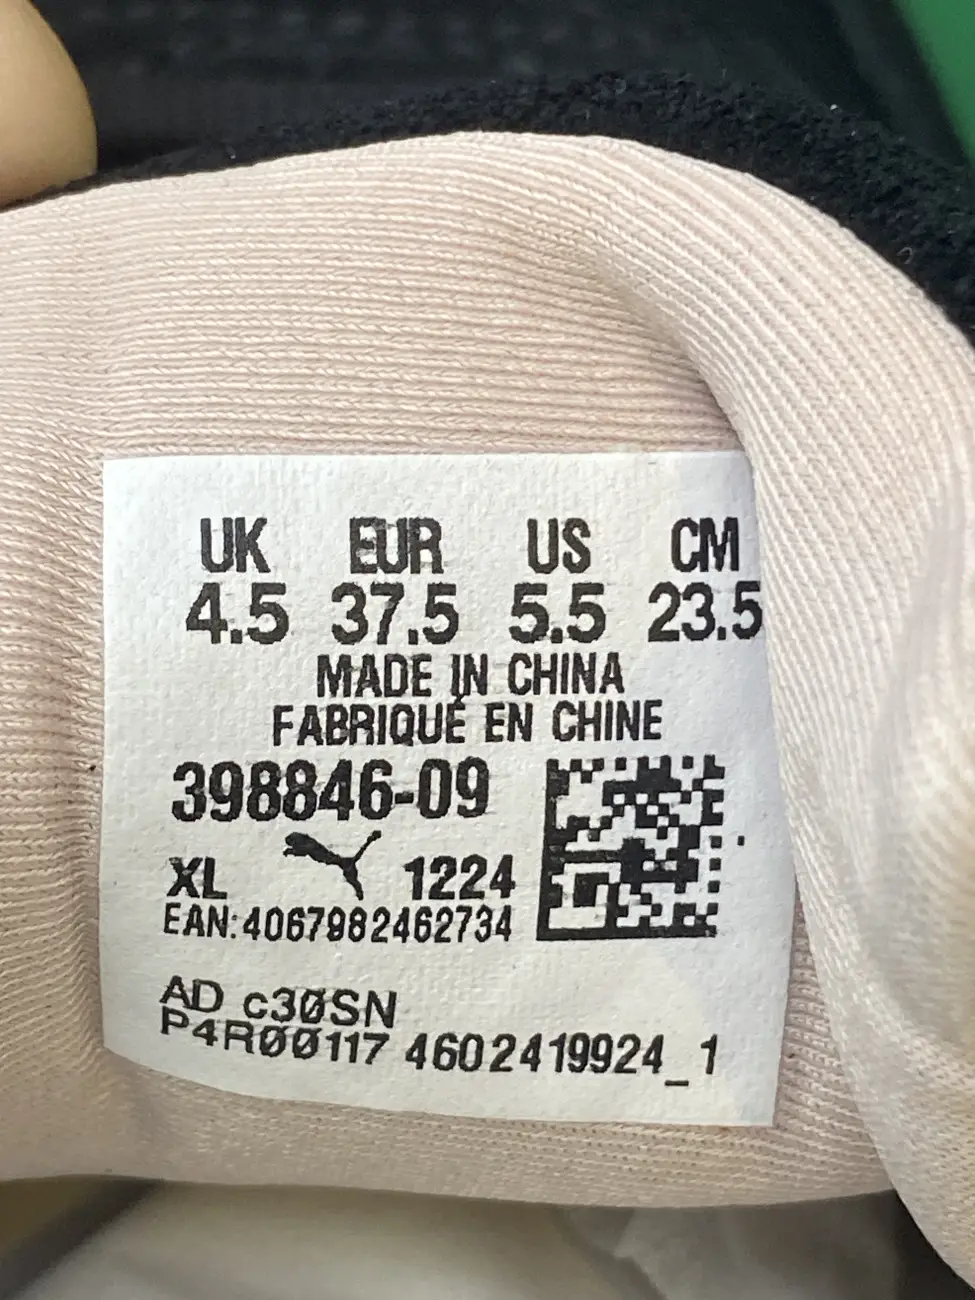 UK EUR US CM
4.5 37.5 5.5 23.5
MADE IN CHINA
FABRIQUÉ EN CHINE
398846-09
XL 1224
EAN:4067982462734
AD c30SN
P4R00117 4602419924_1